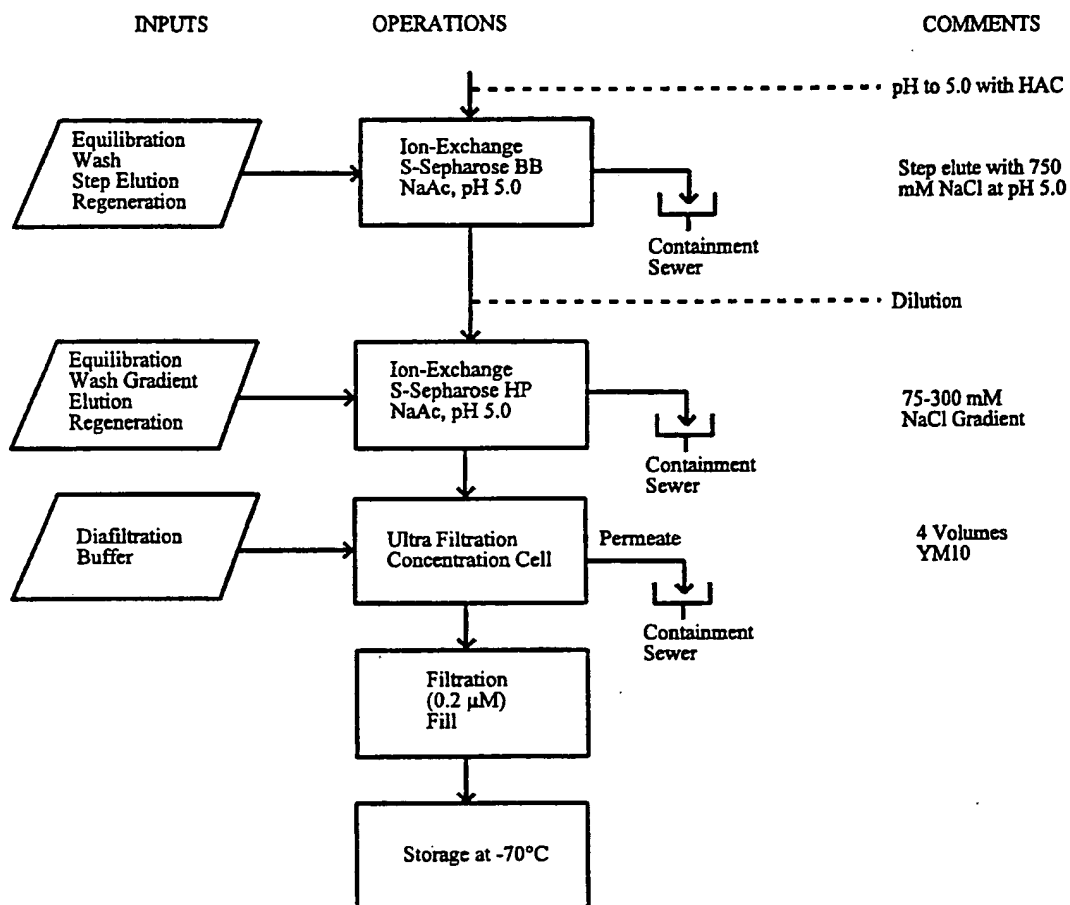 INPUTS
OPERATIONS
COMMENTS
pH to 5.0 with HAC
Equilibration
Wash
Step Elution
Regeneration
Ion-Exchange
S-Sepharose BB
NaAc, pH 5.0
Step elute with 750
mM NaCl at pH 5.0
Containment
Sewer
Dilution
Equilibration
Wash Gradient
Elution
Regeneration
Ion-Exchange
S-Sepharose HP
NaAc, pH 5.0
75-300 mM
NaCl Gradient
Containment
Sewer
Diafiltration
Buffer
Ultra Filtration
Concentration Cell
Permeate
4 Volumes
YM10
Containment
Sewer
Filtration
(0.2 µM)
Fill
Storage at -70°C